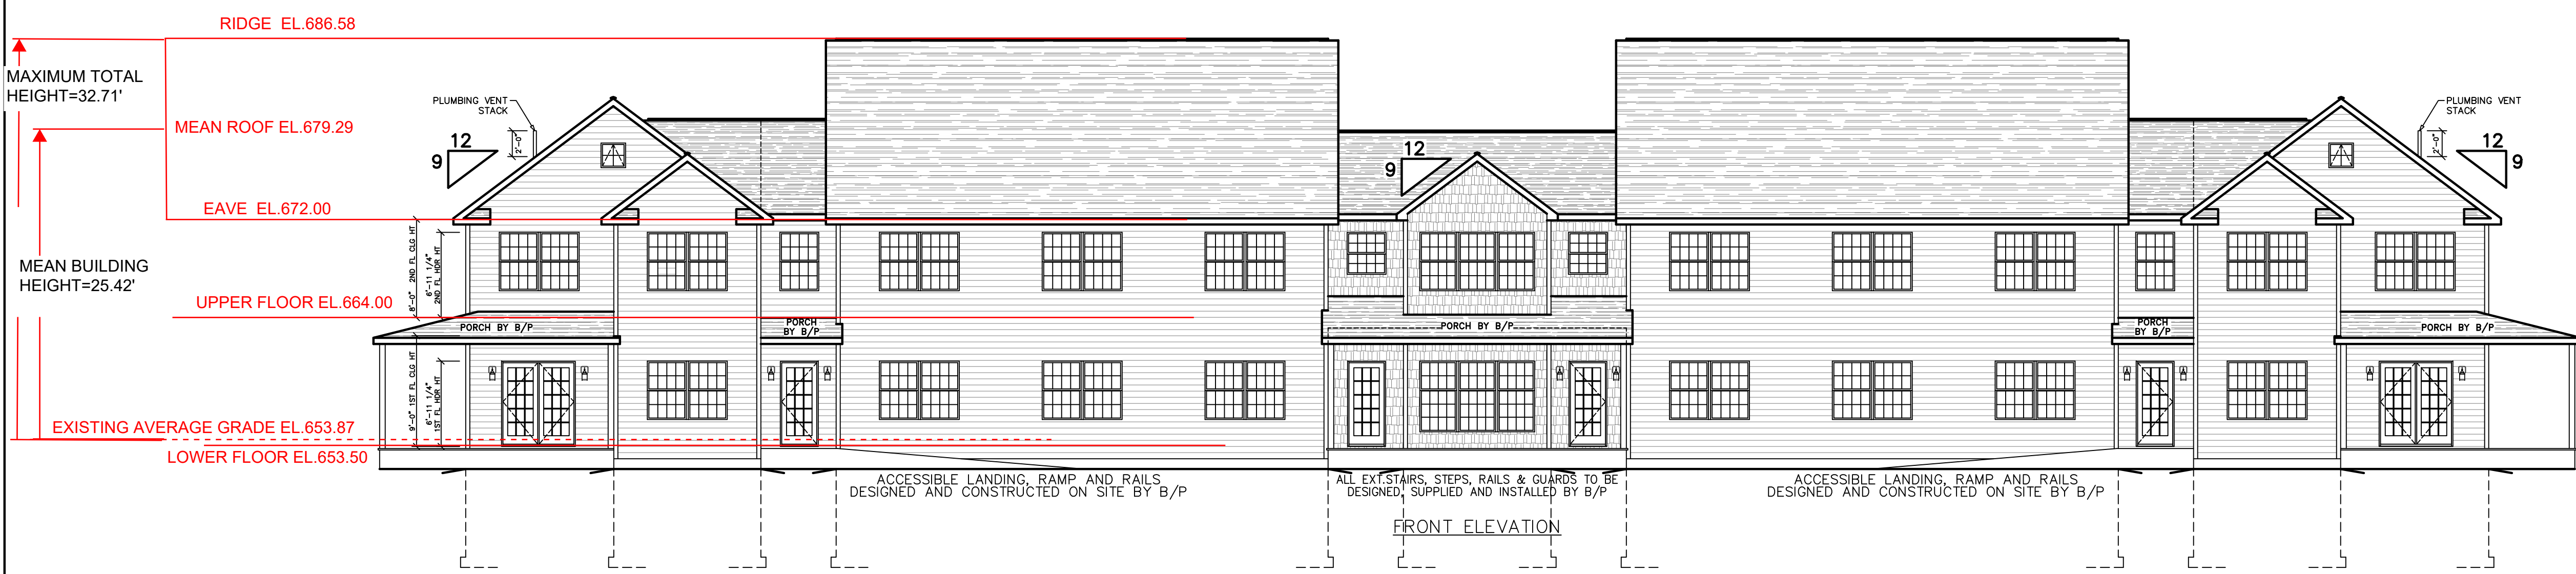 RIDGE  EL.686.58
MAXIMUM TOTAL
HEIGHT=32.71'
MEAN ROOF EL.679.29
PLUMBING VENT
STACK
2'-0"
12
9
EAVE  EL.672.00
MEAN BUILDING
HEIGHT=25.42'
8'-0"  2ND FL CLG HT
6'-11 1/4"
2ND FL HDR HT
UPPER FLOOR EL.664.00
PORCH BY B/P
PORCH
BY B/P
9'-0" 1ST FL CLG HT
6'-11 1/4"
1ST FL HDR HT
EXISTING AVERAGE GRADE EL.653.87
LOWER FLOOR EL.653.50
12
9
PORCH BY B/P
PLUMBING VENT
STACK
2'-0"
12
9
PORCH
BY B/P
PORCH BY B/P
ACCESSIBLE LANDING, RAMP AND RAILS
DESIGNED AND CONSTRUCTED ON SITE BY B/P
ALL EXT.STAIRS, STEPS, RAILS & GUARDS TO BE
DESIGNED, SUPPLIED AND INSTALLED BY B/P
ACCESSIBLE LANDING, RAMP AND RAILS
DESIGNED AND CONSTRUCTED ON SITE BY B/P
FRONT ELEVATION